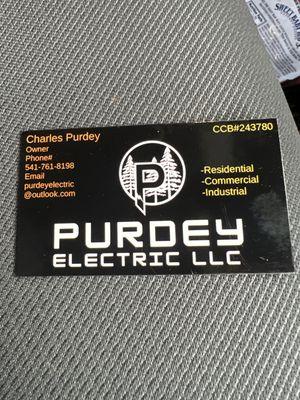 Charles Purdey
Owner
Phone#
541-761-8198
Email
purdeyelectric
@outlook.com
CCB#243780
-Residential
-Commercial
-Industrial
P
PURDEY
ELECTRIC LLC